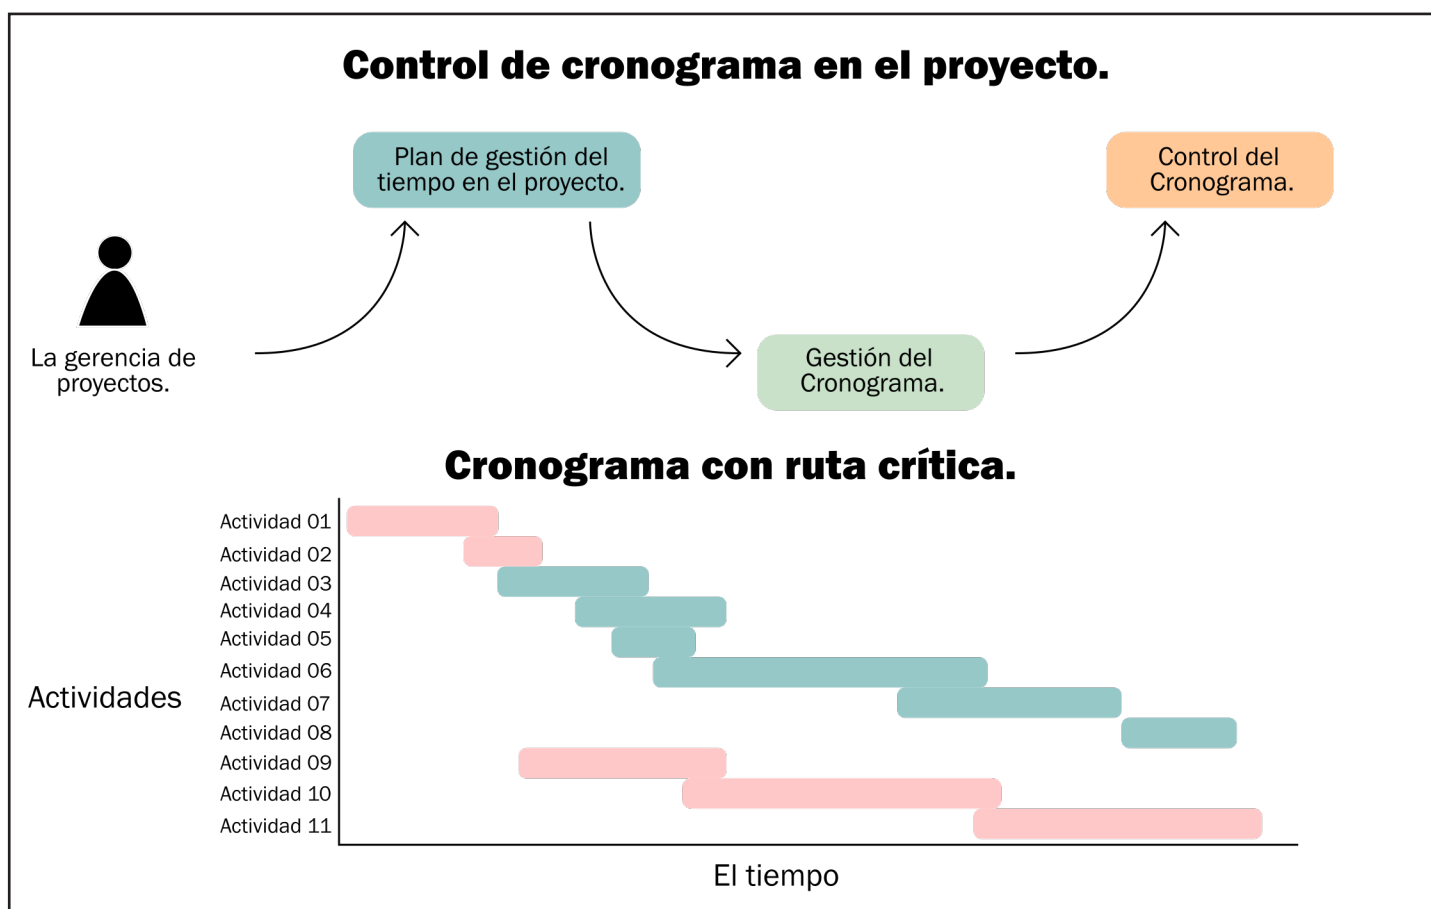 Control de cronograma en el proyecto.
Plan de gestión del
tiempo en el proyecto.
Control del
Cronograma.
La gerencia de
proyectos.
Gestión del
Cronograma.
Cronograma con ruta crítica.
Actividad 01
Actividad 02
Actividad 03
Actividad 04
Actividad 05
Actividad 06
Actividad 07
Actividad 08
Actividad 09
Actividad 10
Actividad 11
Actividades
El tiempo